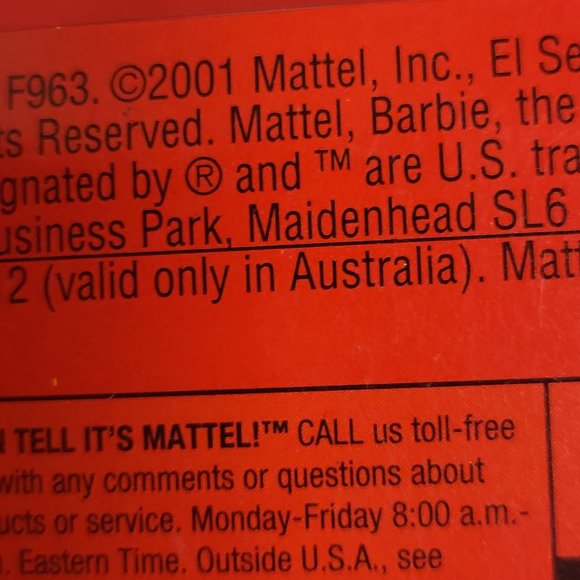 F963. ©2001 Mattel, Inc., El Se
ts Reserved. Mattel, Barbie, the
gnated by ® and ™ are U.S. tra
usiness Park, Maidenhead SL6
12 (valid only in Australia). Matt
N TELL IT'S MATTEL!™ CALL us toll-free
with any comments or questions about
ucts or service. Monday-Friday 8:00 a.m.-
. Eastern Time. Outside U.S.A., see